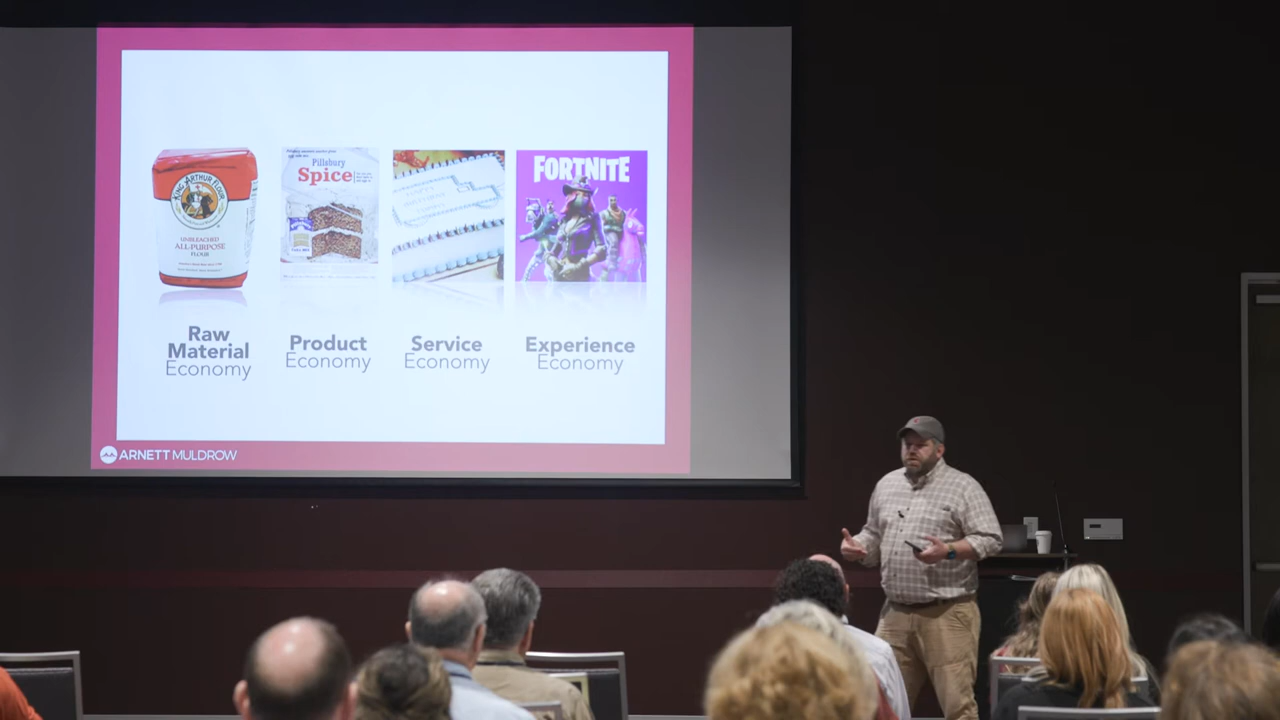 KING ARTHUR FLOUR
UNBLEACHED
ALL-PURPOSE
FLOUR
Pillsbury
Spice
FORTNITE
Raw
Material
Economy
Product
Economy
Service
Economy
Experience
Economy
ARNETT MULDROW